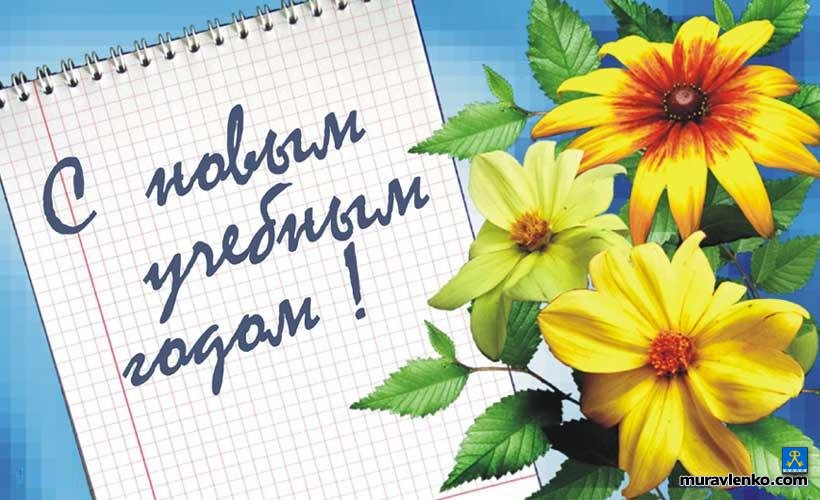 С новым
учебным
годом!
muravlenko.com